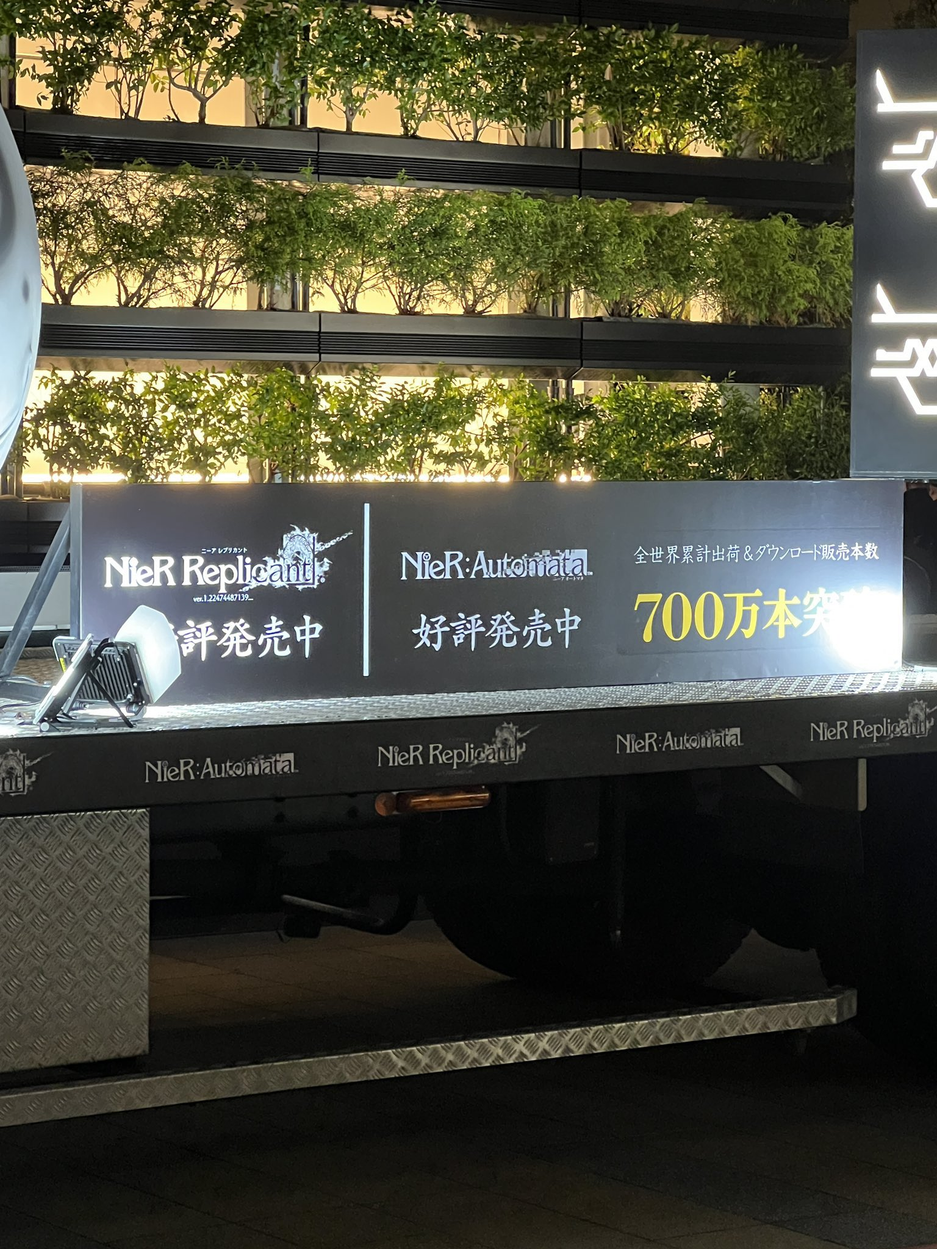 ニーア レプリカント
NieR Replicant
ver.1.22474487139...
評発売中
NieR:Automata
ニーア オートマタ
好評発売中
全世界累計出荷&ダウンロード販売本数
700万本突
NieR:Automata
NieR Replicant
NieR:Automata
NieR Replicant